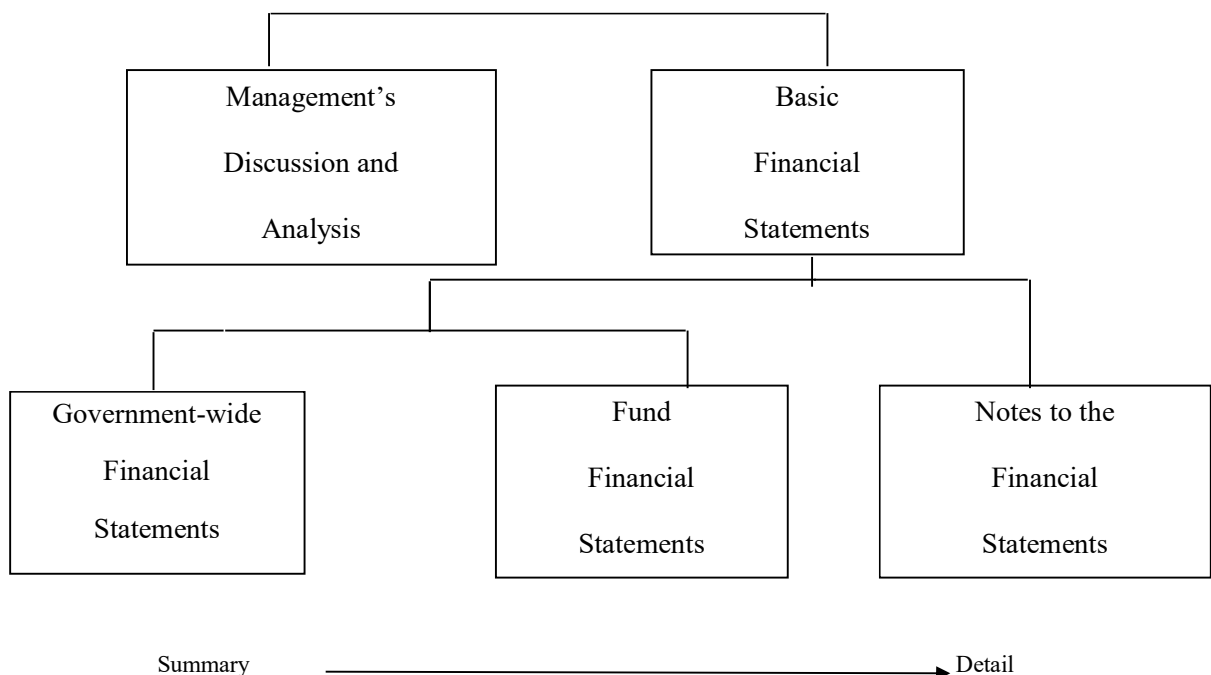 Management’s
Discussion and
Analysis
Basic
Financial
Statements
Government-wide
Financial
Statements
Fund
Financial
Statements
Notes to the
Financial
Statements
Summary
Detail